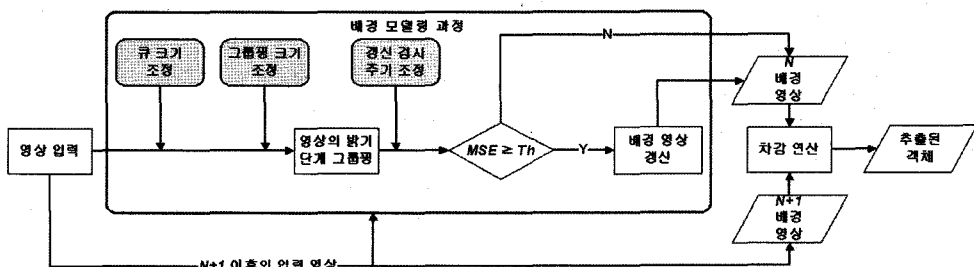 배경 모델링 과정
큐 크기
조정
그룹핑 크기
조정
갱신 검사
주기 조정
N
N
배경
영상
영상 입력
영상의 밝기
단계 그룹핑
MSE ≥ Th
Y
배경 영상
갱신
차감 연산
추출된
객체
N+1
배경
영상
N+1 이후의 입력 영상